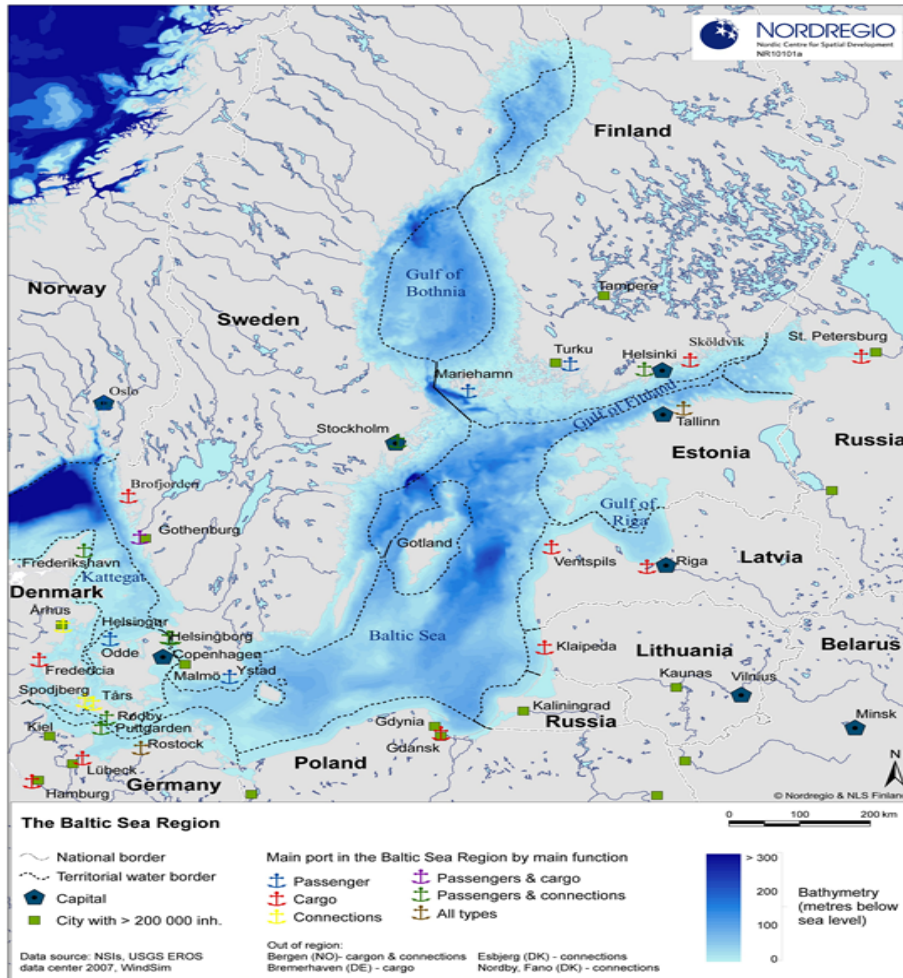 NORDREGIO
Nordic Centre for Spatial Development
NR10101a
Finland
Gulf of
Bothnia
Norway
Tampere
Sweden
Sköldvik
St. Petersburg
Turku
Helsinki
Mariehamn
Oslo
Gulf of Finland
Stockholm
Tallinn
Estonia
Russia
Brofjorden
Gulf of
Riga
Gothenburg
Gotland
Ventspils
Riga
Latvia
Frederikshavn
Kattegat
Denmark
Århus
Helsingør
Helsingborg
Baltic Sea
Klaipeda
Lithuania
Belarus
Odde
Copenhagen
Fredericia
Malmö
Ystad
Kaunas
Vilnius
Spodjberg
Tårs
Rødby
Kaliningrad
Russia
Minsk
Kiel
Puttgarden
Gdynia
Rostock
Gdansk
Lübeck
Poland
Germany
Hamburg
N
© Nordregio & NLS Finland
The Baltic Sea Region
0 100 200 km
National border
Territorial water border
Capital
City with > 200 000 inh.
Main port in the Baltic Sea Region by main function
Passenger
Cargo
Connections
Passengers & cargo
Passengers & connections
All types
> 300
200
100
0
Bathymetry
(metres below
sea level)
Data source: NSIs, USGS EROS
data center 2007, WindSim
Out of region:
Bergen (NO)- cargon & connections
Bremerhaven (DE) - cargo
Esbjerg (DK) - connections
Nordby, Fano (DK) - connections